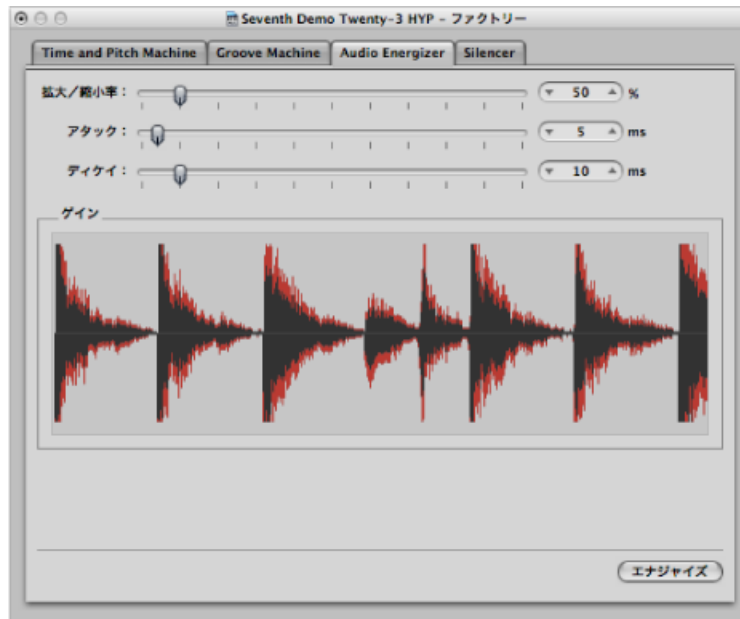 Seventh Demo Twenty-3 HYP – ファクトリー
Time and Pitch Machine Groove Machine Audio Energizer Silencer
拡大/縮小率： 50 %
アタック： 5 ms
ディケイ： 10 ms
ゲイン
エナジャイズ